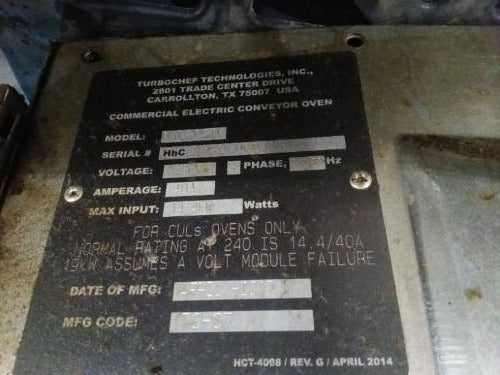 TURBOCHEF TECHNOLOGIES, INC.,
2801 TRADE CENTER DRIVE
CARROLLTON, TX 75007 USA
COMMERCIAL ELECTRIC CONVEYOR OVEN
MODEL:
SERIAL # HhC
VOLTAGE: PHASE, Hz
AMPERAGE: 40A
MAX INPUT: Watts
FOR CULs OVENS ONLY
NORMAL RATING AT 240 IS 14.4/40A
19kW ASSUMES A VOLT MODULE FAILURE
DATE OF MFG:
MFG CODE:
HCT-4098 / REV. G / APRIL 2014